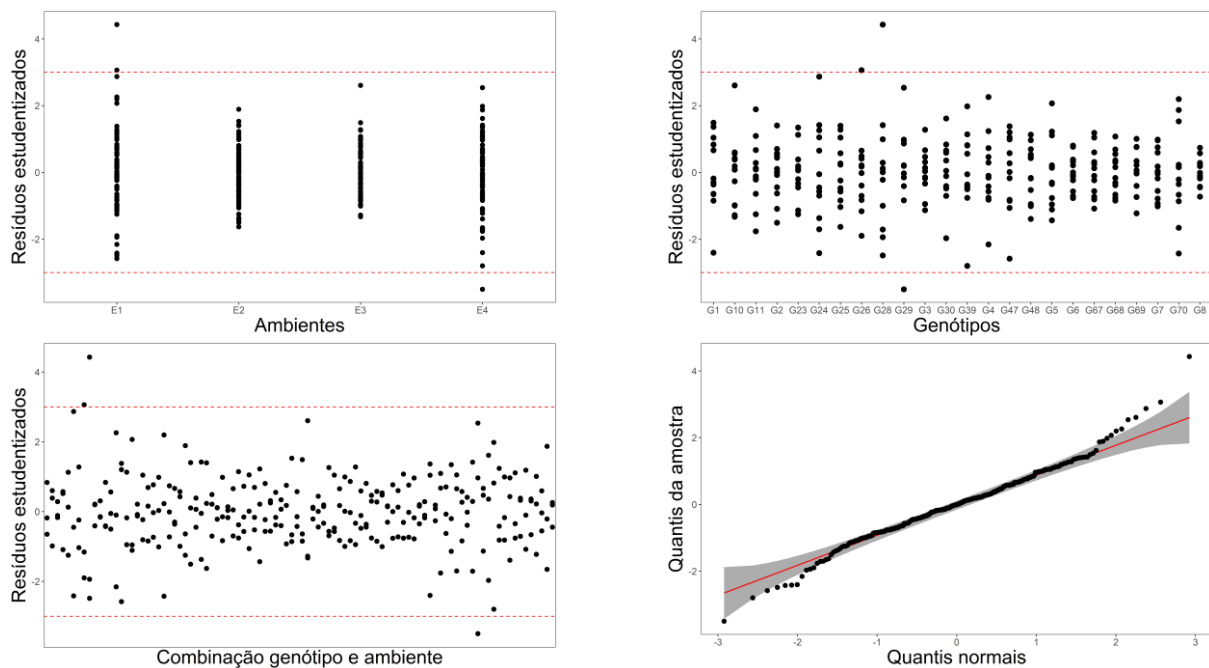 Resíduos estudentizados
4
2
0
-2
E1 E2 E3 E4
Ambientes
Resíduos estudentizados
4
2
0
-2
G1 G10 G11 G2 G23 G24 G25 G26 G28 G29 G3 G30 G39 G4 G47 G48 G5 G6 G67 G68 G69 G7 G70 G8
Genótipos
Resíduos estudentizados
4
2
0
-2
Combinação genótipo e ambiente
Quantis da amostra
4
2
0
-2
-3 -2 -1 0 1 2 3
Quantis normais